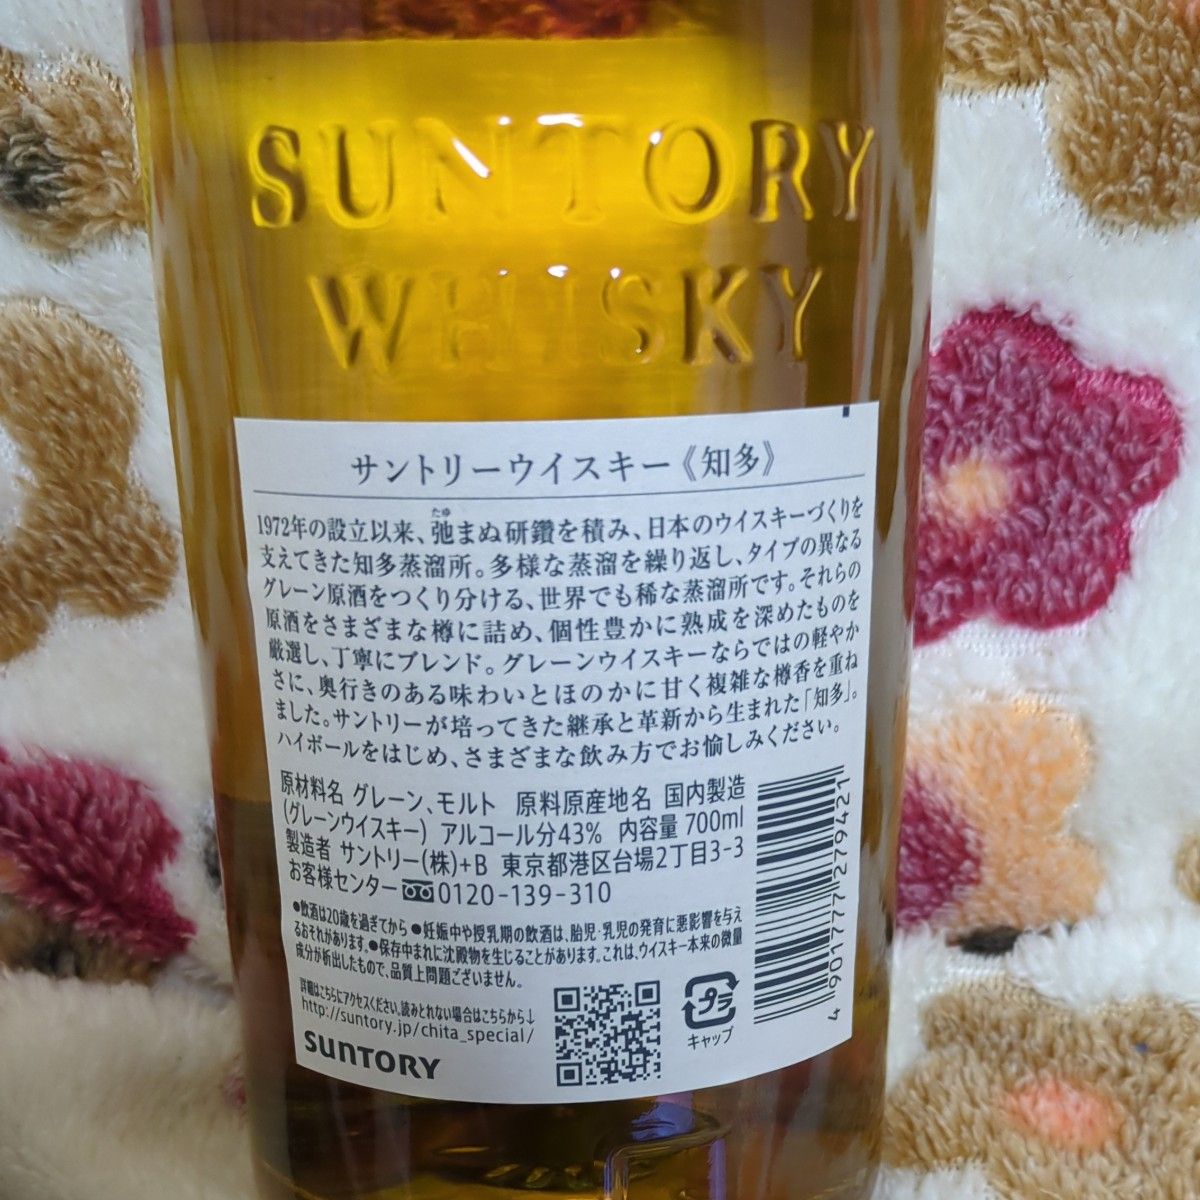 SUNTORY
WHISKY
サントリーウイスキー《知多》
たゆ
1972年の設立以来、弛まぬ研鑽を積み、日本のウイスキーづくりを
支えてきた知多蒸溜所。多様な蒸溜を繰り返し、タイプの異なる
グレーン原酒をつくり分ける、世界でも稀な蒸溜所です。それらの
原酒をさまざまな樽に詰め、個性豊かに熟成を深めたものを
厳選し、丁寧にブレンド。グレーンウイスキーならではの軽やか
さに、奥行きのある味わいとほのかに甘く複雑な樽香を重ね
ました。サントリーが培ってきた継承と革新から生まれた「知多」。
ハイボールをはじめ、さまざまな飲み方でお愉しみください。
原材料名 グレーン、モルト 原料原産地名 国内製造
(グレーンウイスキー) アルコール分43% 内容量 700ml
製造者 サントリー(株)+B 東京都港区台場2丁目3-3
お客様センター 0120-139-310
●飲酒は20歳を過ぎてから ●妊娠中や授乳期の飲酒は、胎児・乳児の発育に悪影響を与え
るおそれがあります。●保存中まれに沈殿物を生じることがあります。これは、ウイスキー本来の微量
成分が析出したもので、品質上問題ございません。
詳細はこちらにアクセスください。読みとれない場合はこちらから↓
http://suntory.jp/chita_special/
SUNTORY
プラ
キャップ
4 901777 279421